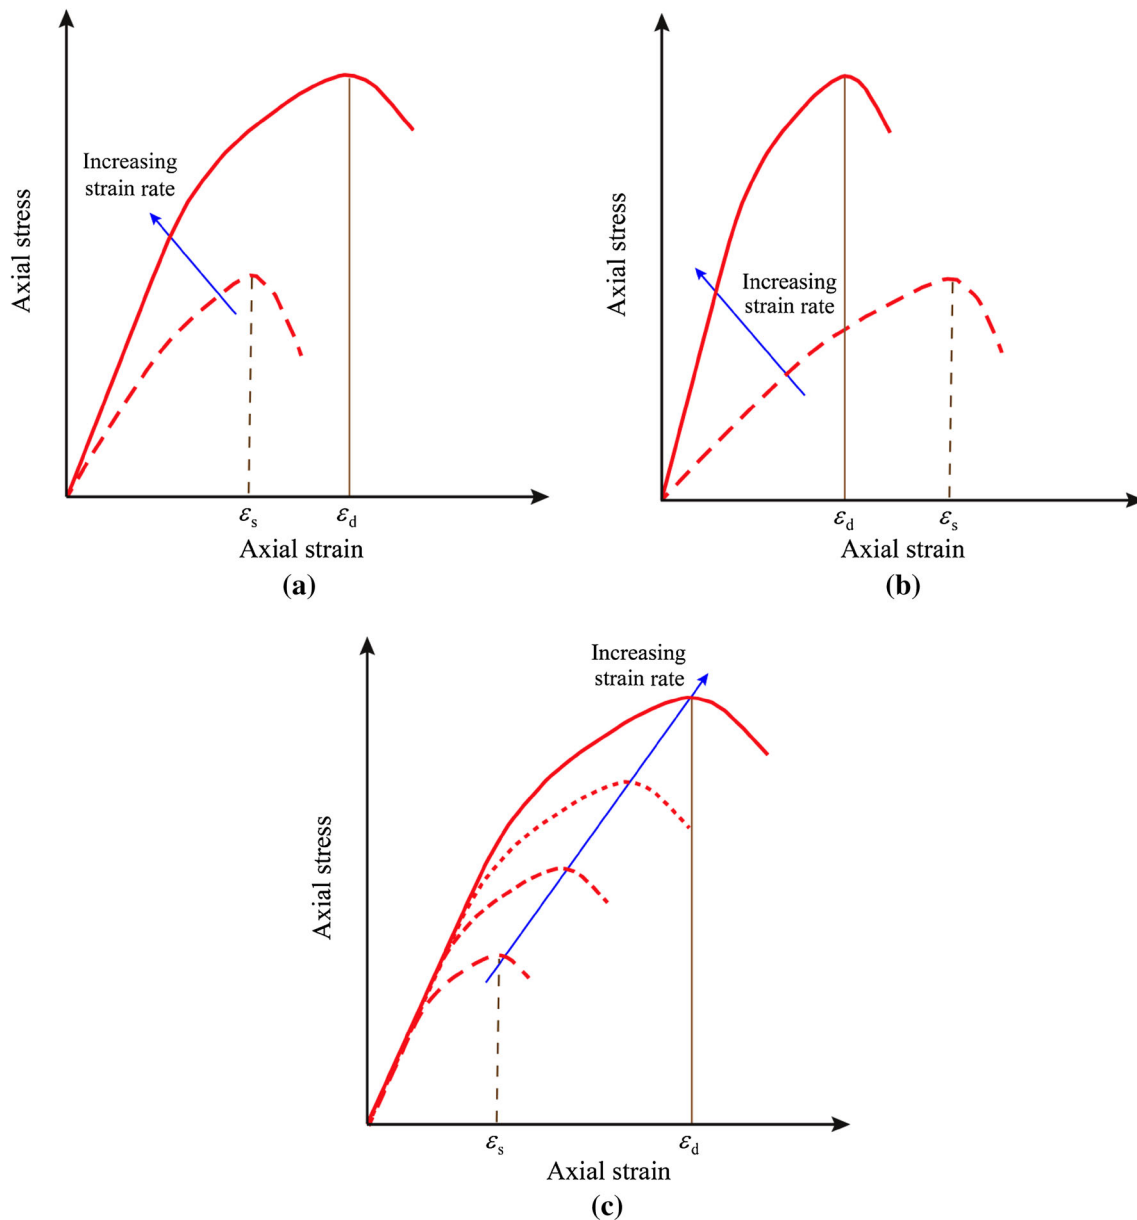 Axial stress
Increasing
strain rate
εs
εd
Axial strain
(a)
Axial stress
Increasing
strain rate
εd
εs
Axial strain
(b)
Axial stress
Increasing
strain rate
εs
εd
Axial strain
(c)